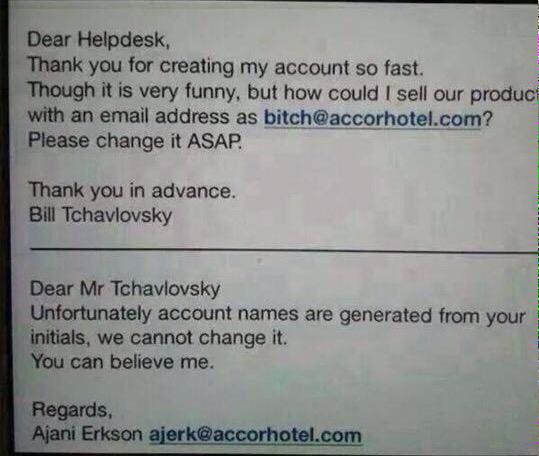 Dear Helpdesk,
Thank you for creating my account so fast.
Though it is very funny, but how could I sell our produc
with an email address as bitch@accorhotel.com?
Please change it ASAP.
Thank you in advance.
Bill Tchavlovsky
Dear Mr Tchavlovsky
Unfortunately account names are generated from your
initials, we cannot change it.
You can believe me.
Regards,
Ajani Erkson ajerk@accorhotel.com